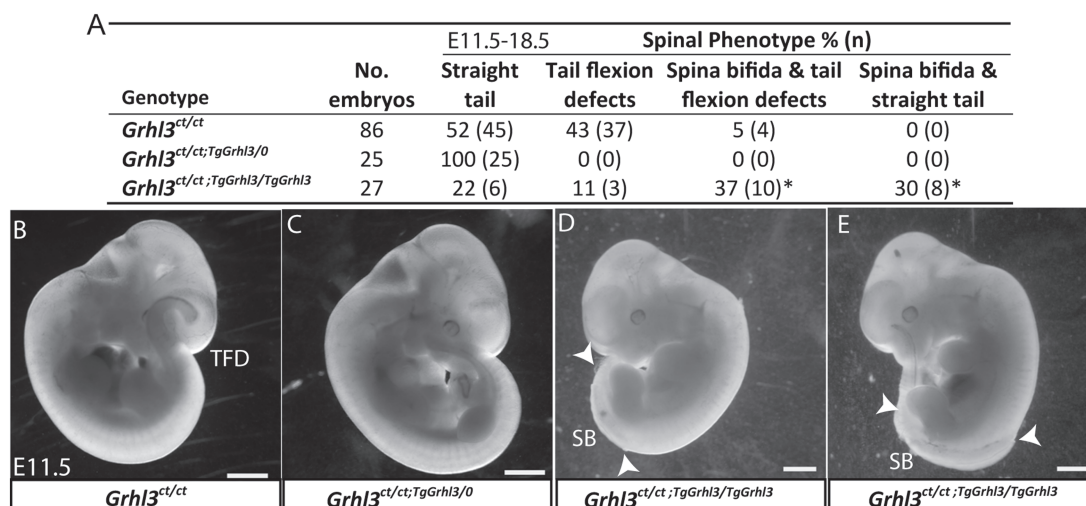 A
E11.5-18.5 Spinal Phenotype % (n)
No. Straight Tail flexion Spina bifida & tail Spina bifida &
Genotype embryos tail defects flexion defects straight tail
Grhl3ct/ct 86 52 (45) 43 (37) 5 (4) 0 (0)
Grhl3ct/ct;TgGrhl3/0 25 100 (25) 0 (0) 0 (0) 0 (0)
Grhl3ct/ct ;TgGrhl3/TgGrhl3 27 22 (6) 11 (3) 37 (10)* 30 (8)*
B C D E
TFD
SB
SB
E11.5
Grhl3ct/ct Grhl3ct/ct;TgGrhl3/0 Grhl3ct/ct ;TgGrhl3/TgGrhl3 Grhl3ct/ct ;TgGrhl3/TgGrhl3